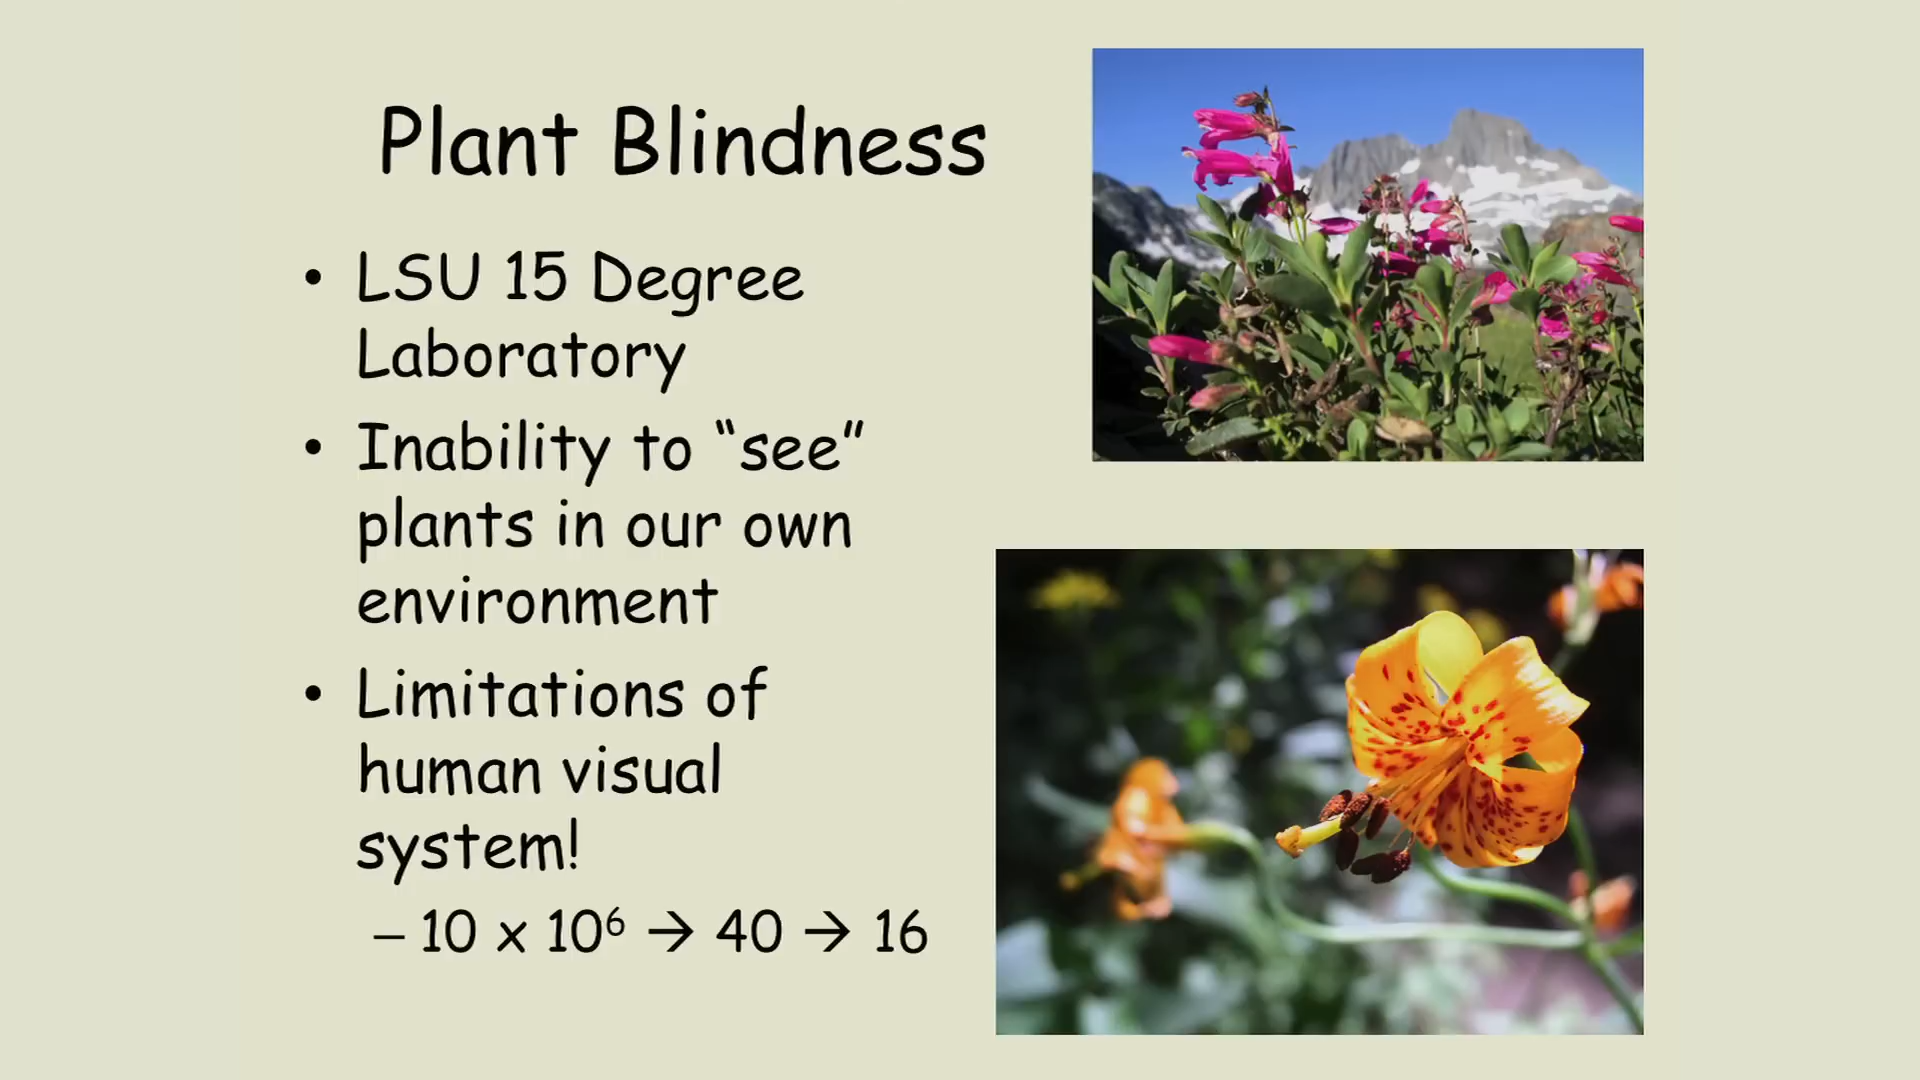 Plant Blindness
• LSU 15 Degree
Laboratory
• Inability to “see”
plants in our own
environment
• Limitations of
human visual
system!
– 10 x 10⁶ → 40 → 16